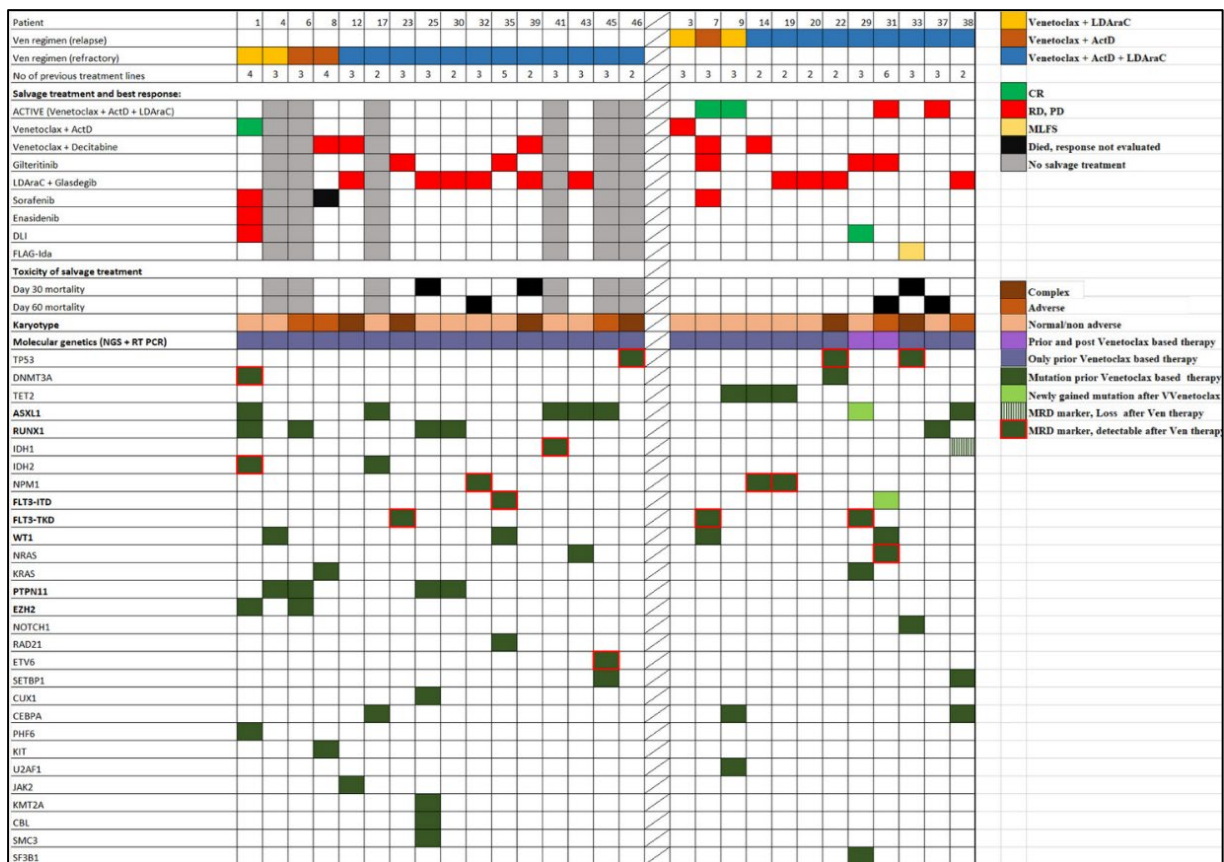 Patient 1 4 6 8 12 17 23 25 30 32 35 39 41 43 45 46 3 7 9 14 19 20 22 29 31 33 37 38
Ven regimen (relapse)
Ven regimen (refractory)
No of previous treatment lines 4 3 3 4 3 2 3 3 2 3 5 2 3 3 3 2 3 3 3 2 2 2 2 3 6 3 3 2
Salvage treatment and best response:
ACTIVE (Venetoclax + ActD + LDAraC)
Venetoclax + ActD
Venetoclax + Decitabine
Gilteritinib
LDAraC + Glasdegib
Sorafenib
Enasidenib
DLI
FLAG-Ida
Toxicity of salvage treatment
Day 30 mortality
Day 60 mortality
Karyotype
Molecular genetics (NGS + RT PCR)
TP53
DNMT3A
TET2
ASXL1
RUNX1
IDH1
IDH2
NPM1
FLT3-ITD
FLT3-TKD
WT1
NRAS
KRAS
PTPN11
EZH2
NOTCH1
RAD21
ETV6
SETBP1
CUX1
CEBPA
PHF6
KIT
U2AF1
JAK2
KMT2A
CBL
SMC3
SF3B1
Venetoclax + LDAraC
Venetoclax + ActD
Venetoclax + ActD + LDAraC
CR
RD, PD
MLFS
Died, response not evaluated
No salvage treatment
Complex
Adverse
Normal/non adverse
Prior and post Venetoclax based therapy
Only prior Venetoclax based therapy
Mutation prior Venetoclax based therapy
Newly gained mutation after VVenetoclax
MRD marker, Loss after Ven therapy
MRD marker, detectable after Ven therapy